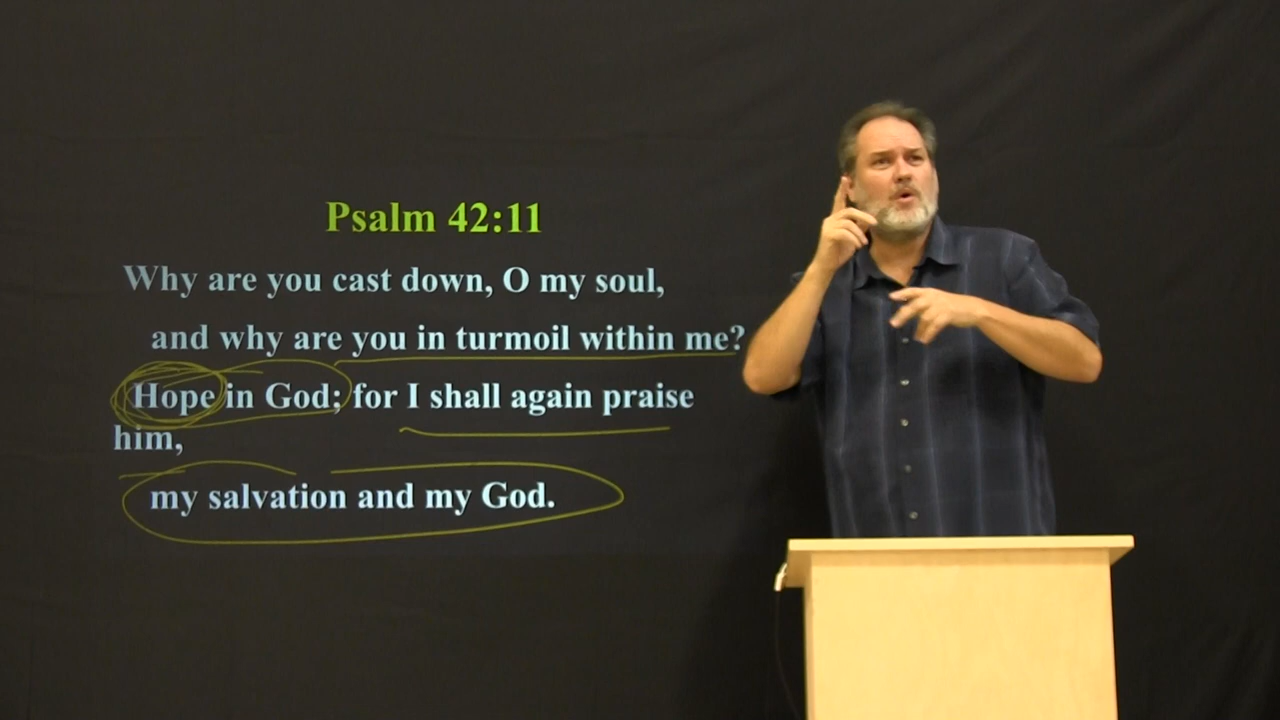 Psalm 42:11
Why are you cast down, O my soul,
and why are you in turmoil within me?
Hope in God; for I shall again praise
him,
my salvation and my God.